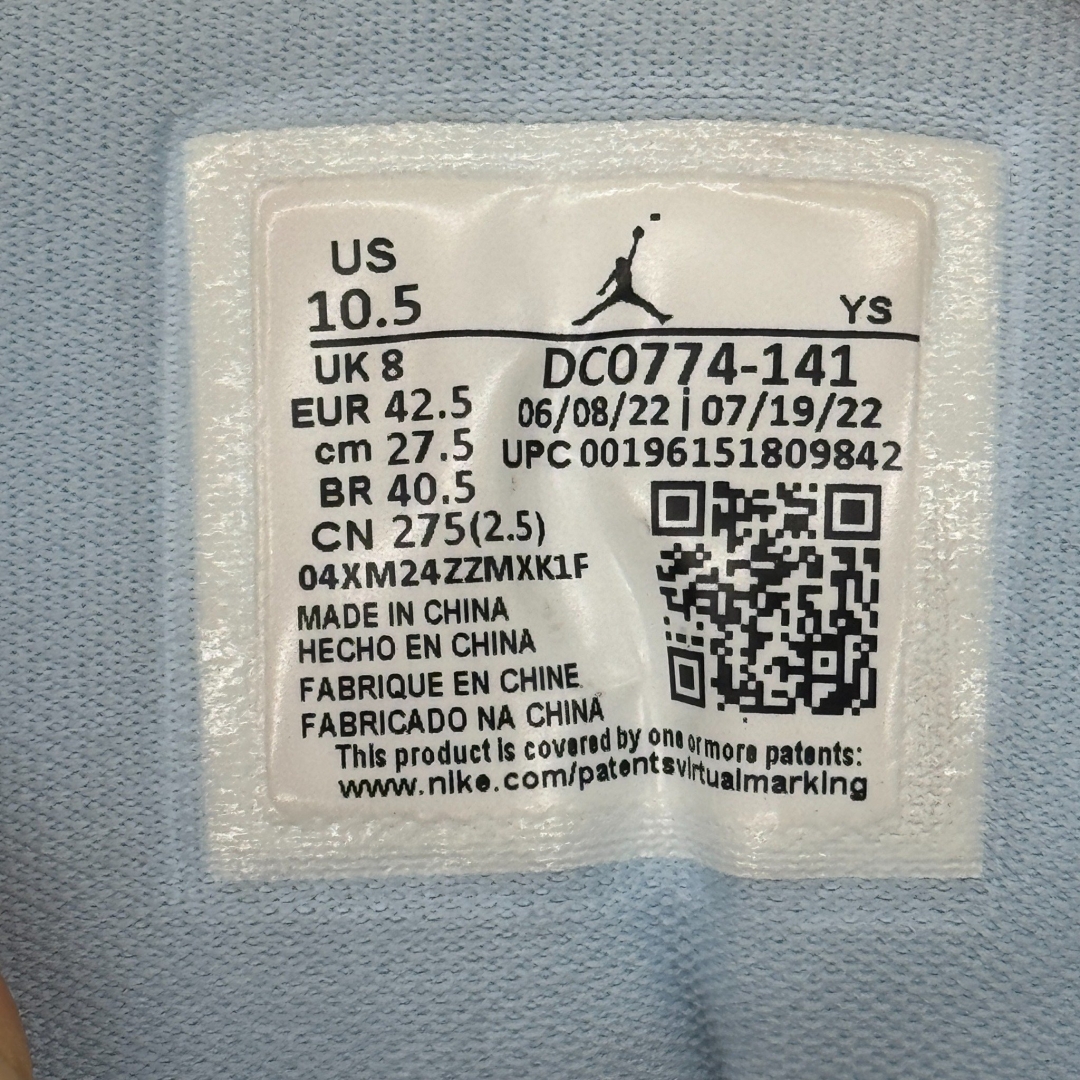 US
10.5
YS
UK 8
DC0774-141
EUR 42.5
06/08/22 | 07/19/22
cm 27.5
UPC 00196151809842
BR 40.5
CN 275(2.5)
04XM24ZZMXK1F
MADE IN CHINA
HECHO EN CHINA
FABRIQUE EN CHINE
FABRICADO NA CHINA
This product is covered by one or more patents:
www.nike.com/patentsvirtualmarking